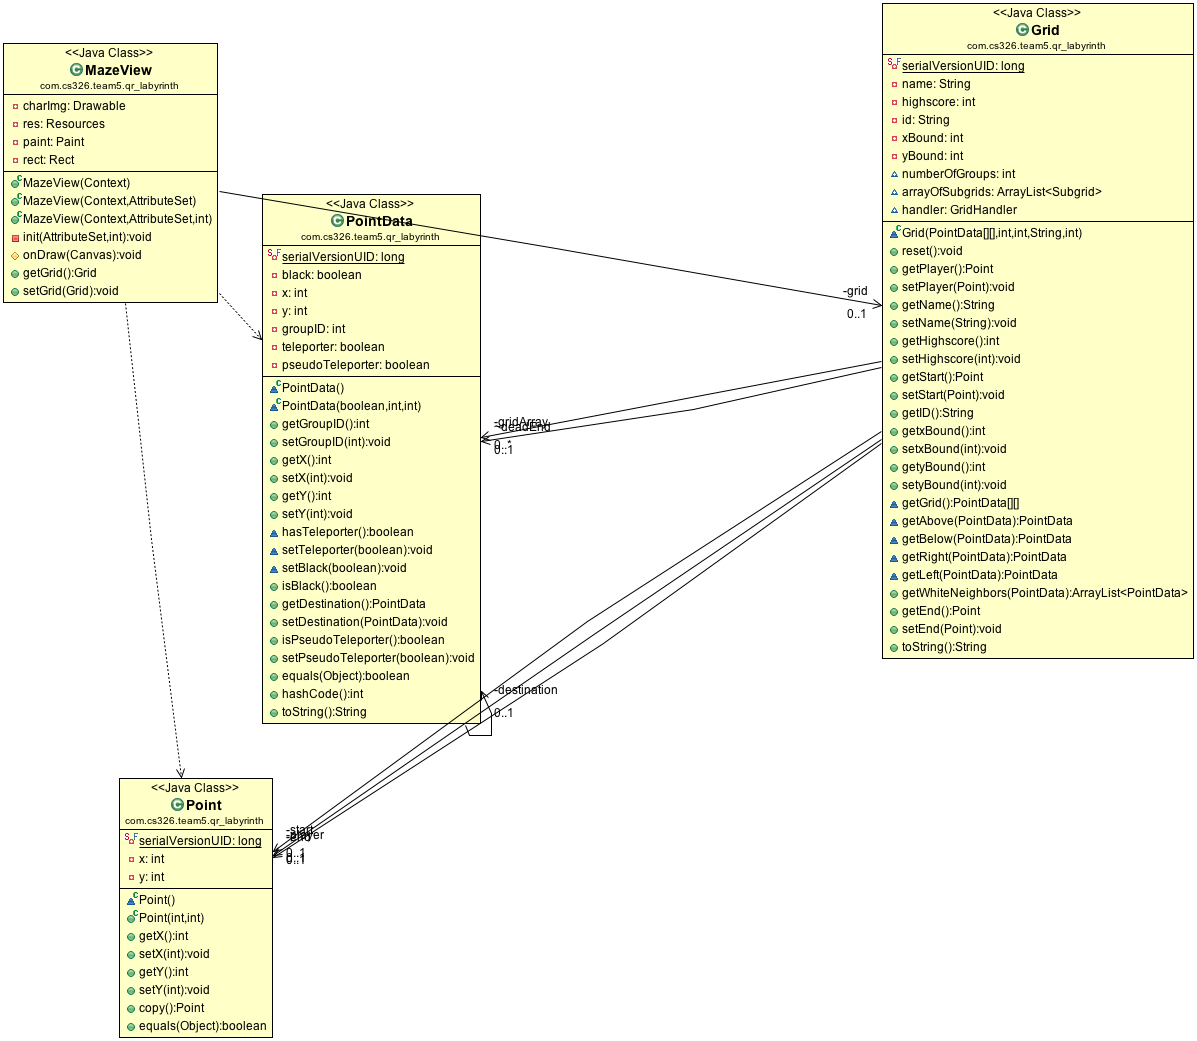 <<Java Class>>
MazeView
com.cs326.team5.qr_labyrinth
charImg: Drawable
res: Resources
paint: Paint
rect: Rect
MazeView(Context)
MazeView(Context,AttributeSet)
MazeView(Context,AttributeSet,int)
init(AttributeSet,int):void
onDraw(Canvas):void
getGrid():Grid
setGrid(Grid):void
<<Java Class>>
PointData
com.cs326.team5.qr_labyrinth
serialVersionUID: long
black: boolean
x: int
y: int
groupID: int
teleporter: boolean
pseudoTeleporter: boolean
PointData()
PointData(boolean,int,int)
getGroupID():int
setGroupID(int):void
getX():int
setX(int):void
getY():int
setY(int):void
hasTeleporter():boolean
setTeleporter(boolean):void
setBlack(boolean):void
isBlack():boolean
getDestination():PointData
setDestination(PointData):void
isPseudoTeleporter():boolean
setPseudoTeleporter(boolean):void
equals(Object):boolean
hashCode():int
toString():String
<<Java Class>>
Grid
com.cs326.team5.qr_labyrinth
serialVersionUID: long
name: String
highscore: int
id: String
xBound: int
yBound: int
numberOfGroups: int
arrayOfSubgrids: ArrayList<Subgrid>
handler: GridHandler
Grid(PointData[][],int,int,String,int)
reset():void
getPlayer():Point
setPlayer(Point):void
getName():String
setName(String):void
getHighscore():int
setHighscore(int):void
getStart():Point
setStart(Point):void
getID():String
getxBound():int
setxBound(int):void
getyBound():int
setyBound(int):void
getGrid():PointData[][]
getAbove(PointData):PointData
getBelow(PointData):PointData
getRight(PointData):PointData
getLeft(PointData):PointData
getWhiteNeighbors(PointData):ArrayList<PointData>
getEnd():Point
setEnd(Point):void
toString():String
-grid
0..1
-gridArray
~deadEnd
0..*
0..1
-destination
0..1
-start
-player
-end
0..1
0..1
0..1
<<Java Class>>
Point
com.cs326.team5.qr_labyrinth
serialVersionUID: long
x: int
y: int
Point()
Point(int,int)
getX():int
setX(int):void
getY():int
setY(int):void
copy():Point
equals(Object):boolean